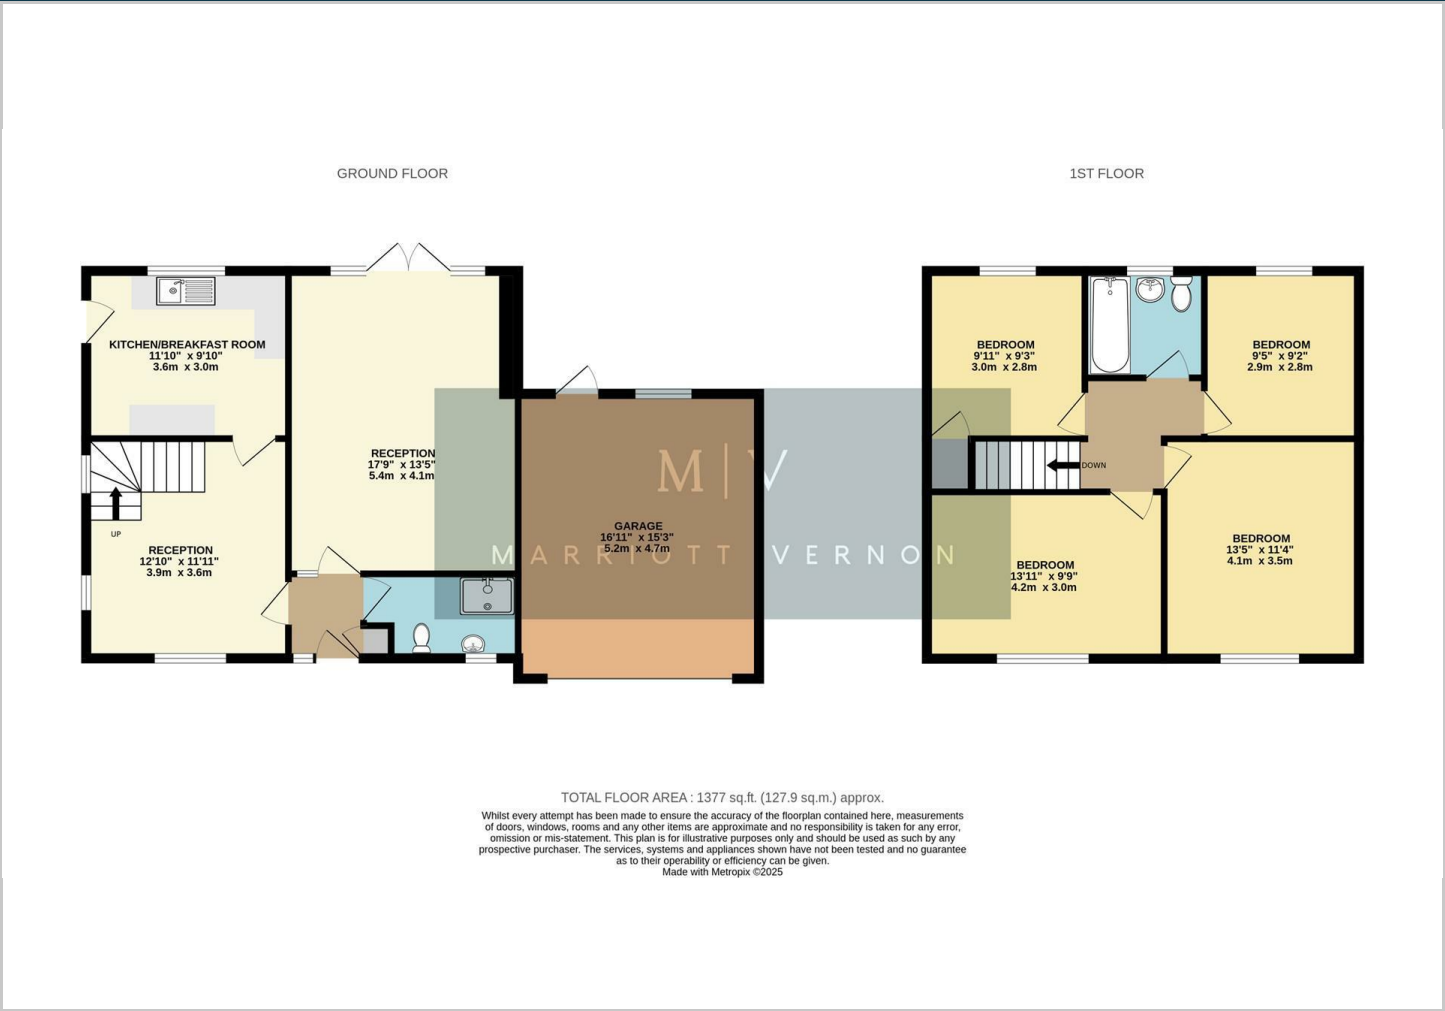 GROUND FLOOR
1ST FLOOR
KITCHEN/BREAKFAST ROOM
11'10" x 9'10"
3.6m x 3.0m
RECEPTION
17'9" x 13'5"
5.4m x 4.1m
UP
RECEPTION
12'10" x 11'11"
3.9m x 3.6m
GARAGE
16'11" x 15'3"
5.2m x 4.7m
M|V
MARRIOTT VERNON
BEDROOM
9'11" x 9'3"
3.0m x 2.8m
BEDROOM
9'5" x 9'2"
2.9m x 2.8m
DOWN
BEDROOM
13'11" x 9'9"
4.2m x 3.0m
BEDROOM
13'5" x 11'4"
4.1m x 3.5m
TOTAL FLOOR AREA : 1377 sq.ft. (127.9 sq.m.) approx.
Whilst every attempt has been made to ensure the accuracy of the floorplan contained here, measurements
of doors, windows, rooms and any other items are approximate and no responsibility is taken for any error,
omission or mis-statement. This plan is for illustrative purposes only and should be used as such by any
prospective purchaser. The services, systems and appliances shown have not been tested and no guarantee
as to their operability or efficiency can be given.
Made with Metropix ©2025